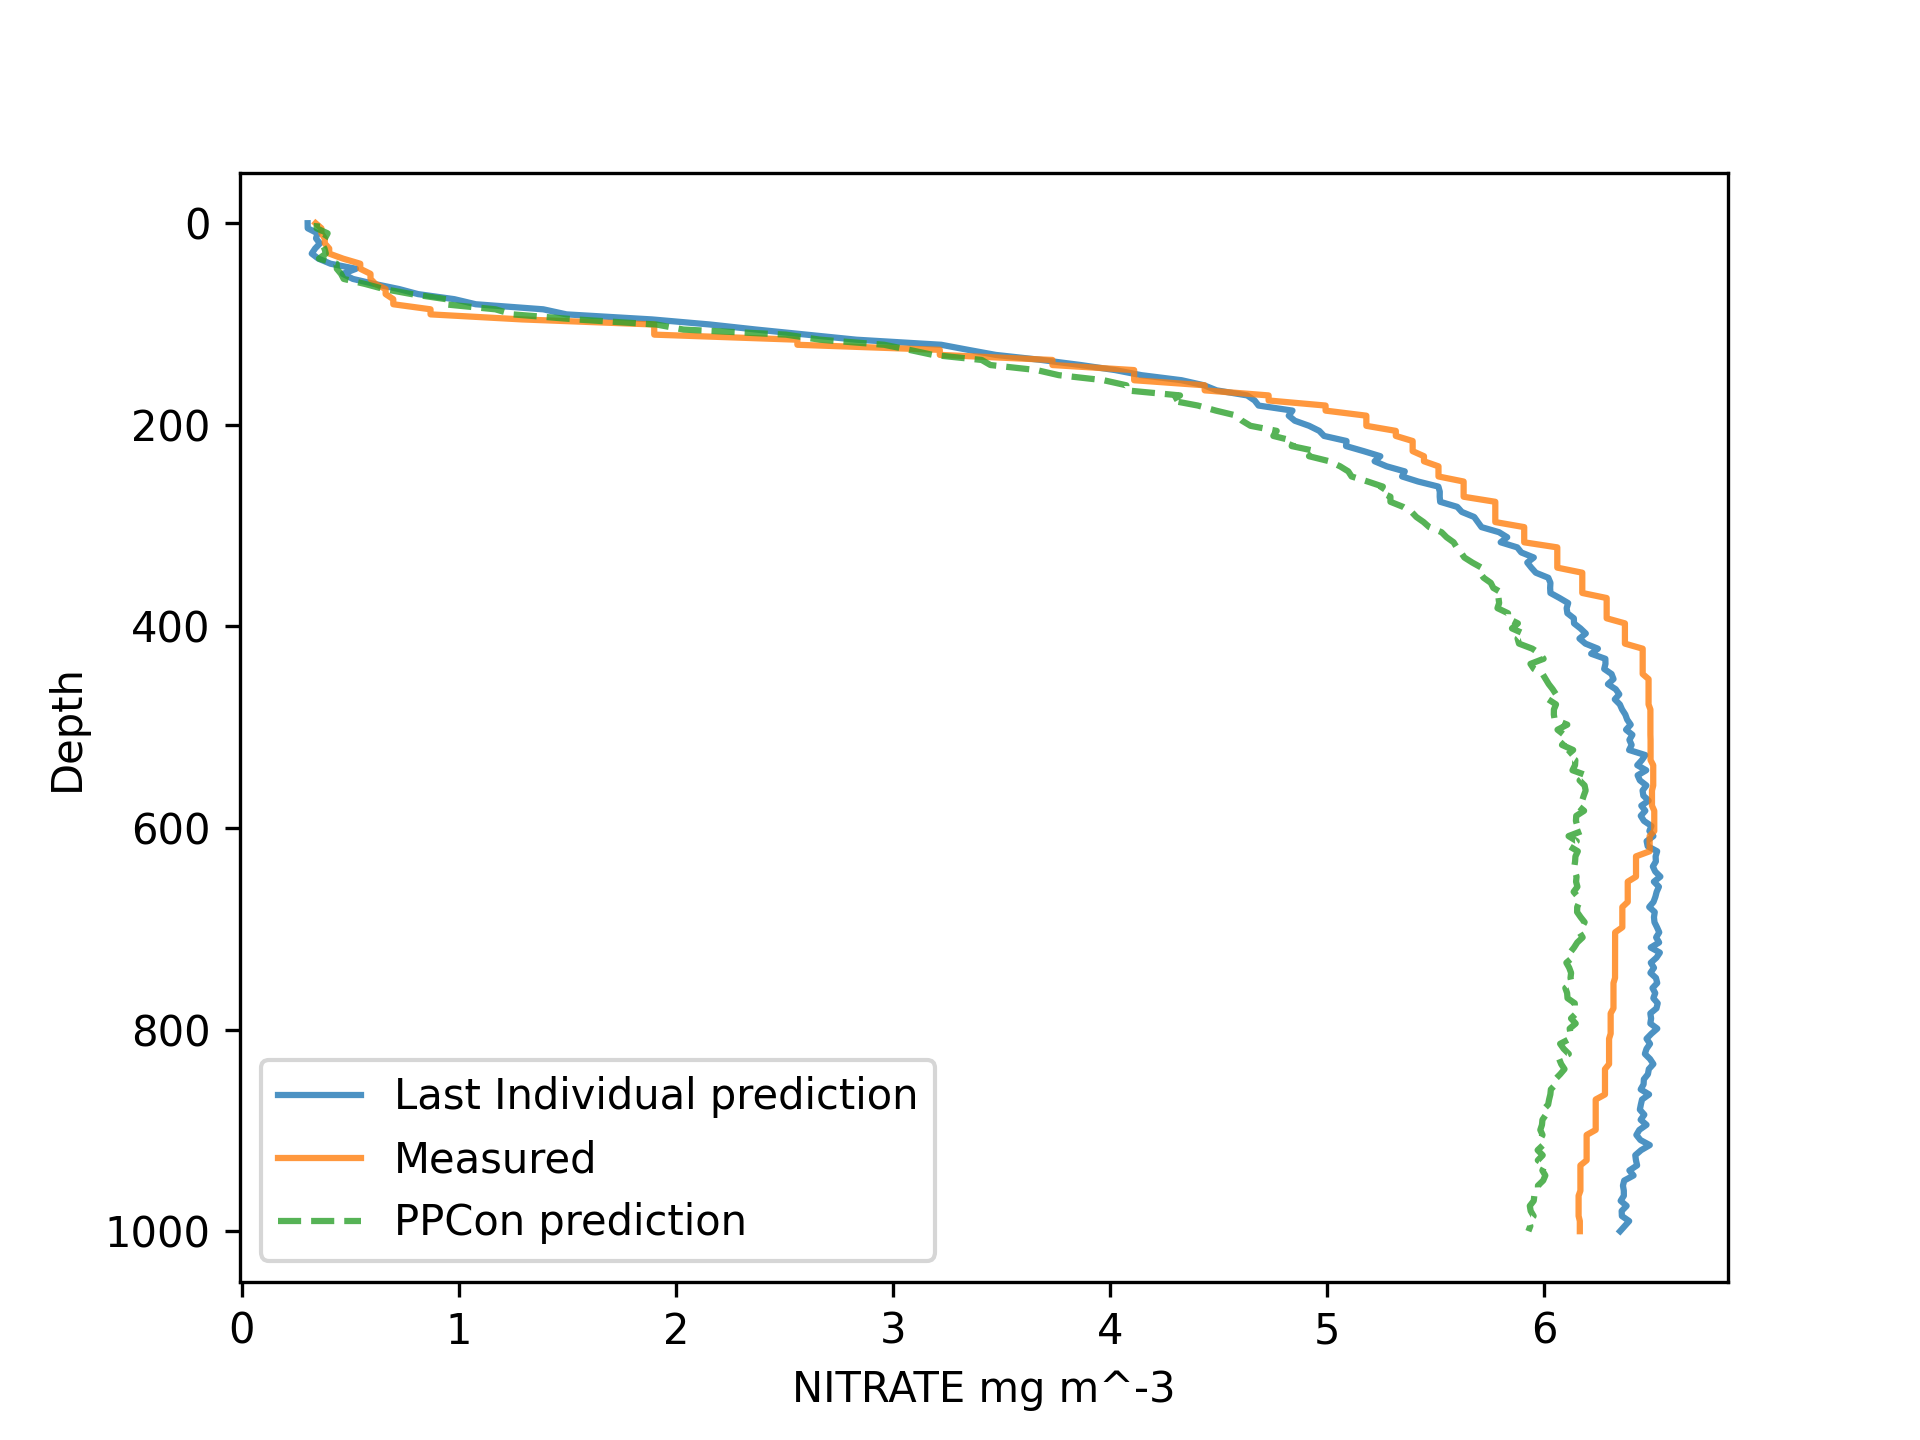 0
200
400
600
800
1000
Depth
Last Individual prediction
Measured
PPCon prediction
0 1 2 3 4 5 6
NITRATE mg m^-3